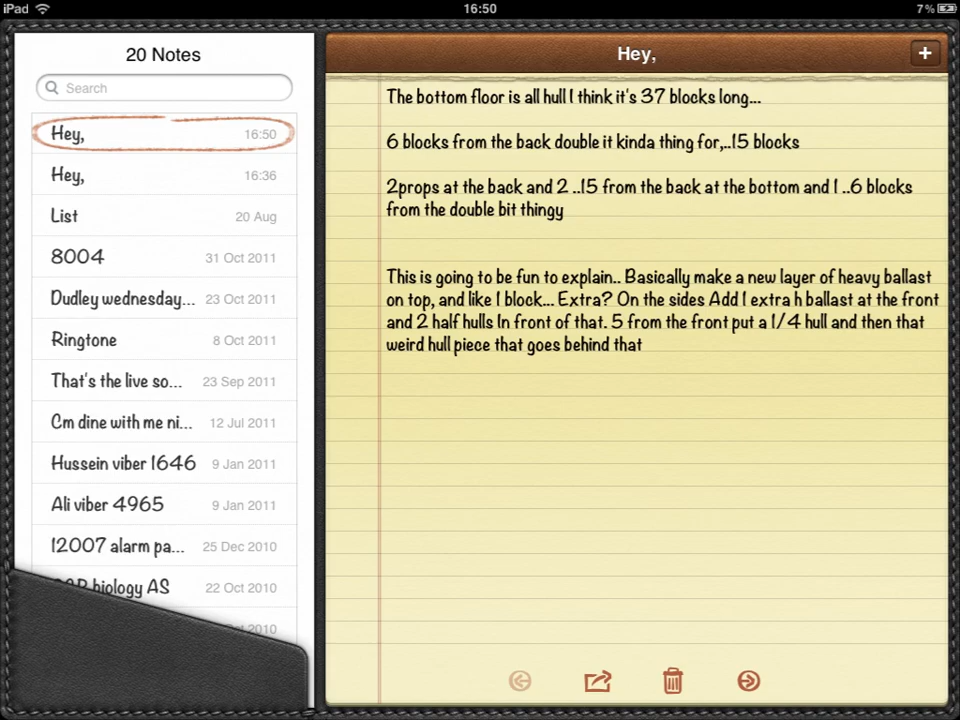 iPad
16:50
7%
20 Notes
Search
Hey,
16:50
Hey,
16:36
List
20 Aug
8004
31 Oct 2011
Dudley wednesday...
23 Oct 2011
Ringtone
8 Oct 2011
That's the live so...
23 Sep 2011
Cm dine with me ni...
12 Jul 2011
Hussein viber 1646
9 Jan 2011
Ali viber 4965
9 Jan 2011
12007 alarm pa...
25 Dec 2010
biology AS
22 Oct 2010
2010
Hey,
+
The bottom floor is all hull I think it's 37 blocks long...
6 blocks from the back double it kinda thing for,..15 blocks
2props at the back and 2 ..15 from the back at the bottom and 1 ..6 blocks
from the double bit thingy
This is going to be fun to explain.. Basically make a new layer of heavy ballast
on top, and like 1 block... Extra? On the sides Add 1 extra h ballast at the front
and 2 half hulls In front of that. 5 from the front put a 1/4 hull and then that
weird hull piece that goes behind that